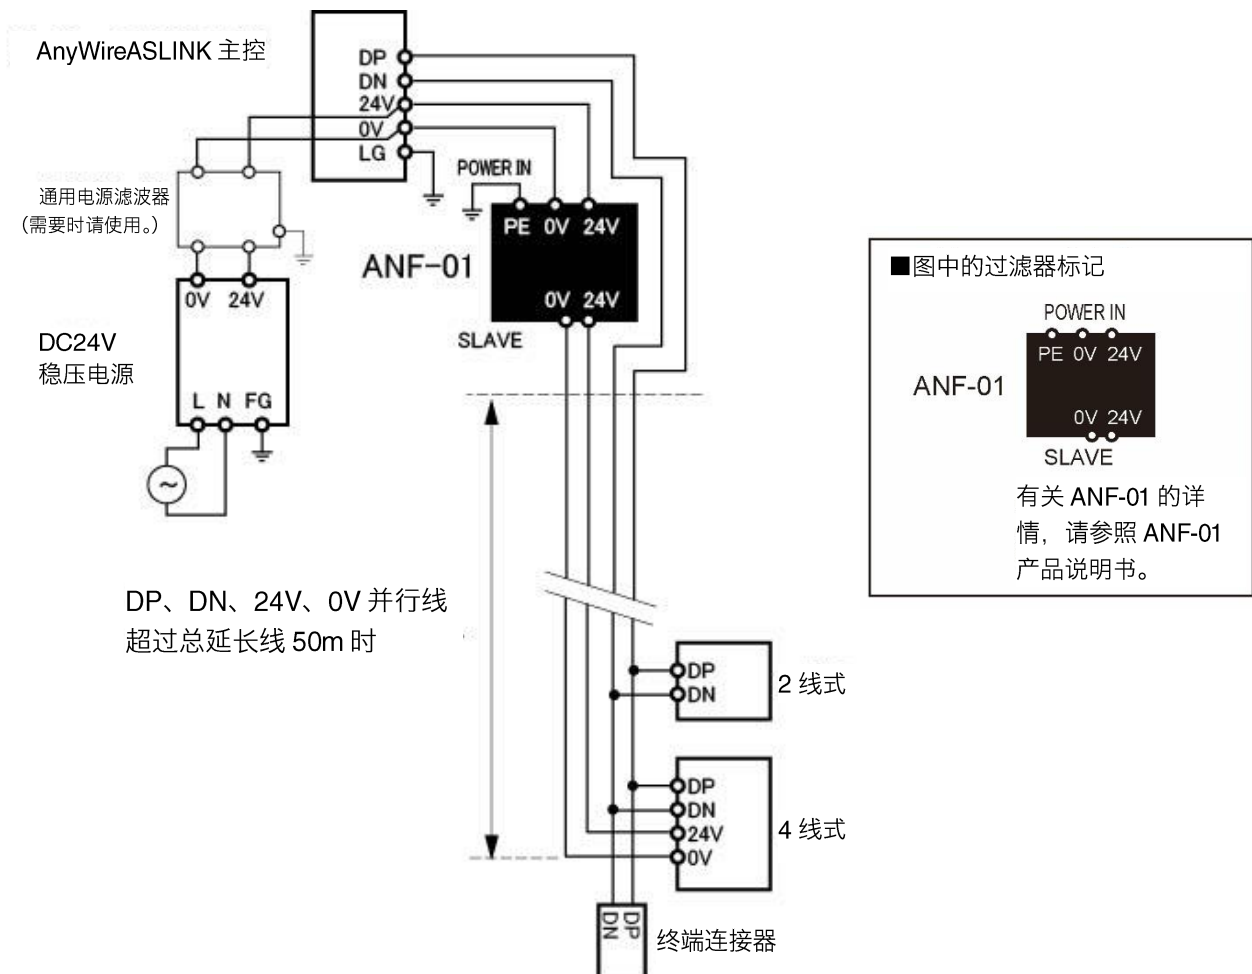 AnyWireASLINK 主控
DP
DN
24V
0V
LG
通用电源滤波器
(需要时请使用。)
POWER IN
PE 0V 24V
ANF-01
0V 24V
SLAVE
0V 24V
DC24V
稳压电源
L N FG
~
DP、DN、24V、0V 并行线
超过总延长线 50m 时
DP
DN
2 线式
DP
DN
24V
0V
4 线式
DN DP
终端连接器
■图中的过滤器标记
POWER IN
PE 0V 24V
ANF-01
0V 24V
SLAVE
有关 ANF-01 的详
情，请参照 ANF-01
产品说明书。